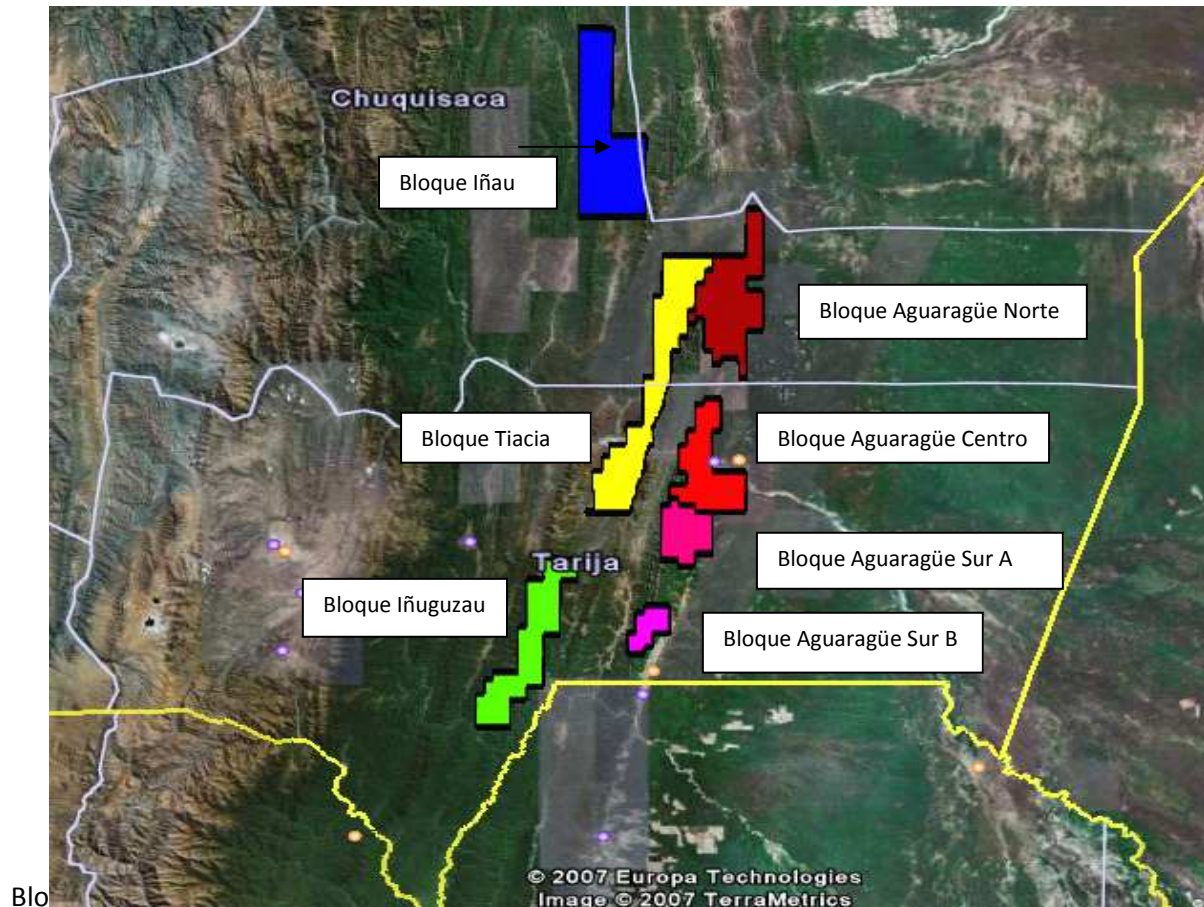 Chuquisaca
Bloque Iñau
Bloque Aguaragüe Norte
Bloque Tiacia
Bloque Aguaragüe Centro
Bloque Aguaragüe Sur A
Tarija
Bloque Iñuguzau
Bloque Aguaragüe Sur B
© 2007 Europa Technologies
Image © 2007 TerraMetrics
Blo